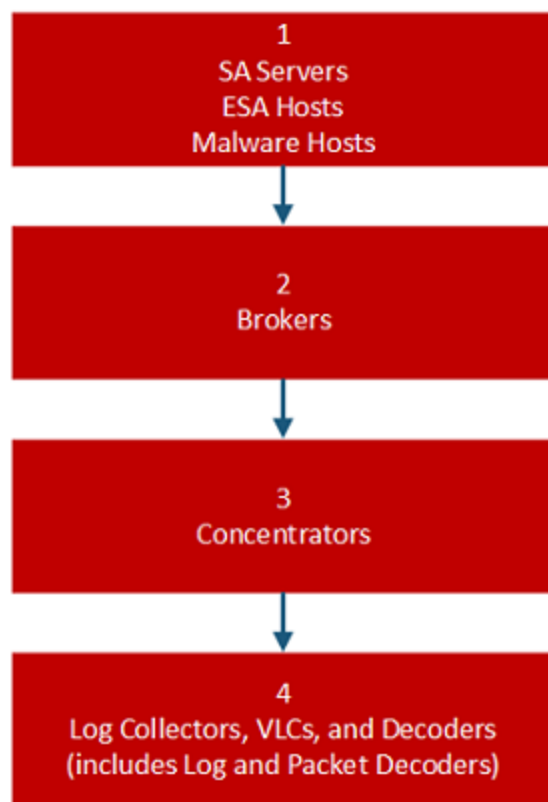 1
SA Servers
ESA Hosts
Malware Hosts
2
Brokers
3
Concentrators
4
Log Collectors, VLCs, and Decoders
(includes Log and Packet Decoders)